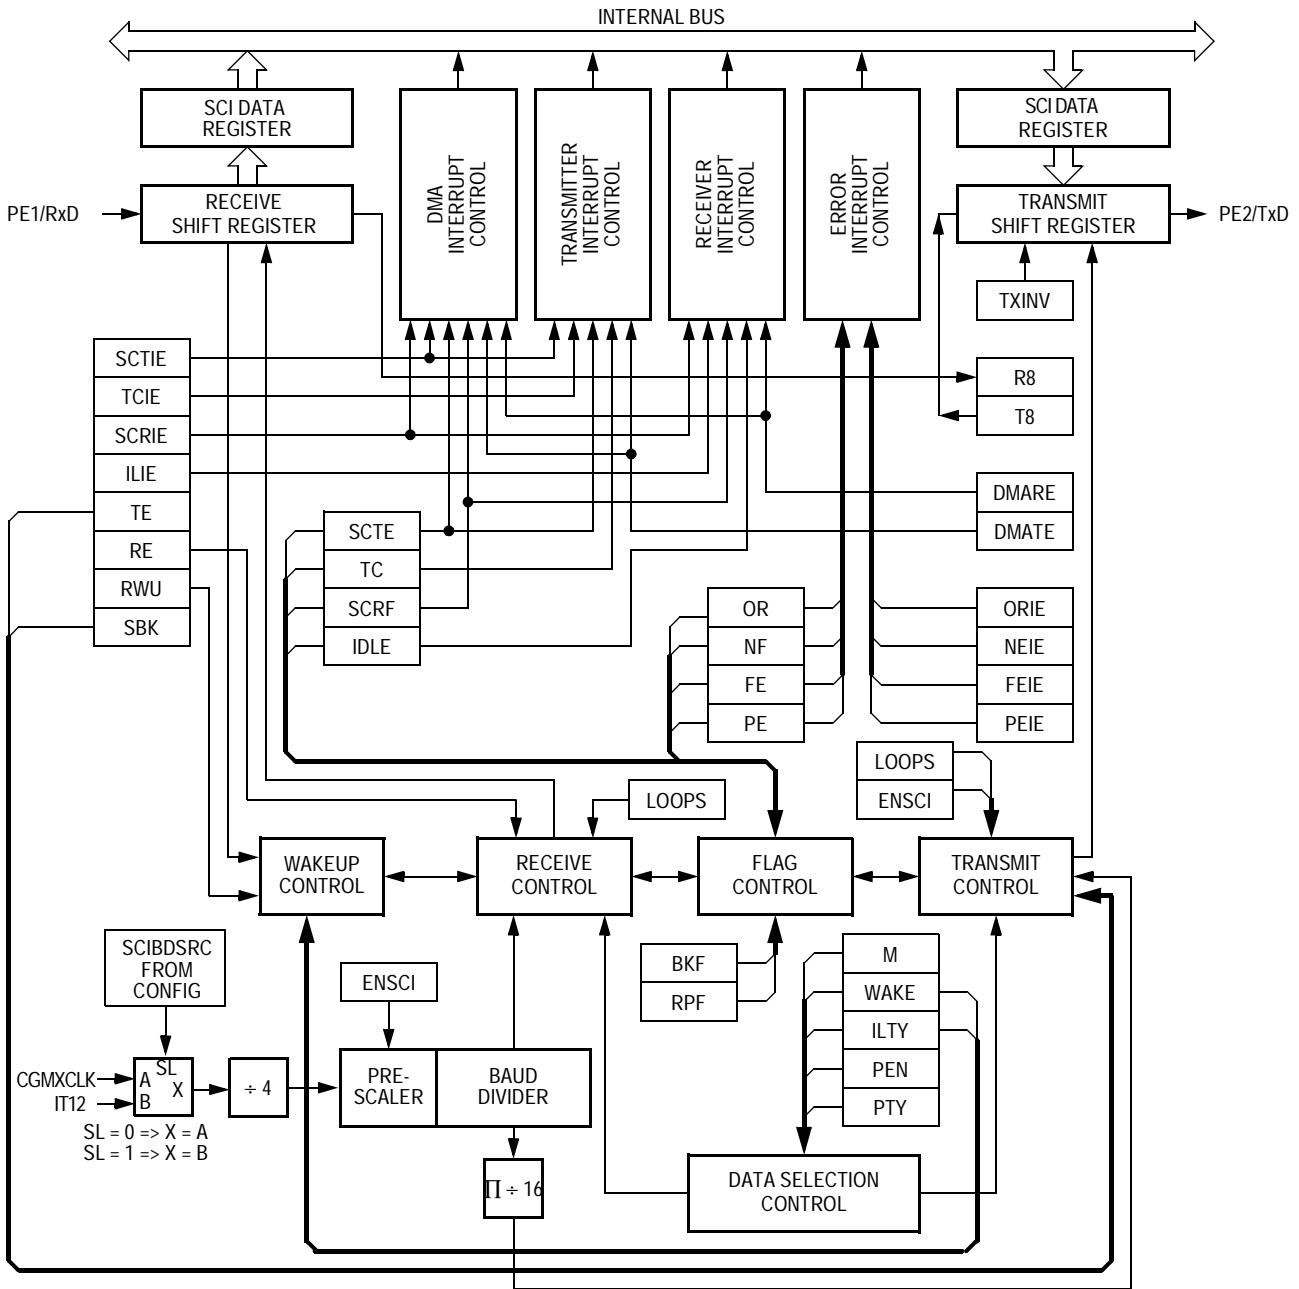 INTERNAL BUS
SCI DATA
REGISTER
SCI DATA
REGISTER
DMA
INTERRUPT
CONTROL
TRANSMITTER
INTERRUPT
CONTROL
RECEIVER
INTERRUPT
CONTROL
ERROR
INTERRUPT
CONTROL
PE1/RxD
RECEIVE
SHIFT REGISTER
TRANSMIT
SHIFT REGISTER
PE2/TxD
TXINV
SCTIE
TCIE
SCRIE
ILIE
TE
RE
RWU
SBK
R8
T8
DMARE
DMATE
SCTE
TC
SCRF
IDLE
OR
NF
FE
PE
ORIE
NEIE
FEIE
PEIE
LOOPS
ENSCI
LOOPS
WAKEUP
CONTROL
RECEIVE
CONTROL
FLAG
CONTROL
TRANSMIT
CONTROL
SCIBDSRC
FROM
CONFIG
ENSCI
BKF
RPF
M
WAKE
ILTY
PEN
PTY
CGMXCLK
IT12
SL
A
X
B
÷ 4
PRE-
SCALER
BAUD
DIVIDER
SL = 0 => X = A
SL = 1 => X = B
∏ ÷ 16
DATA SELECTION
CONTROL